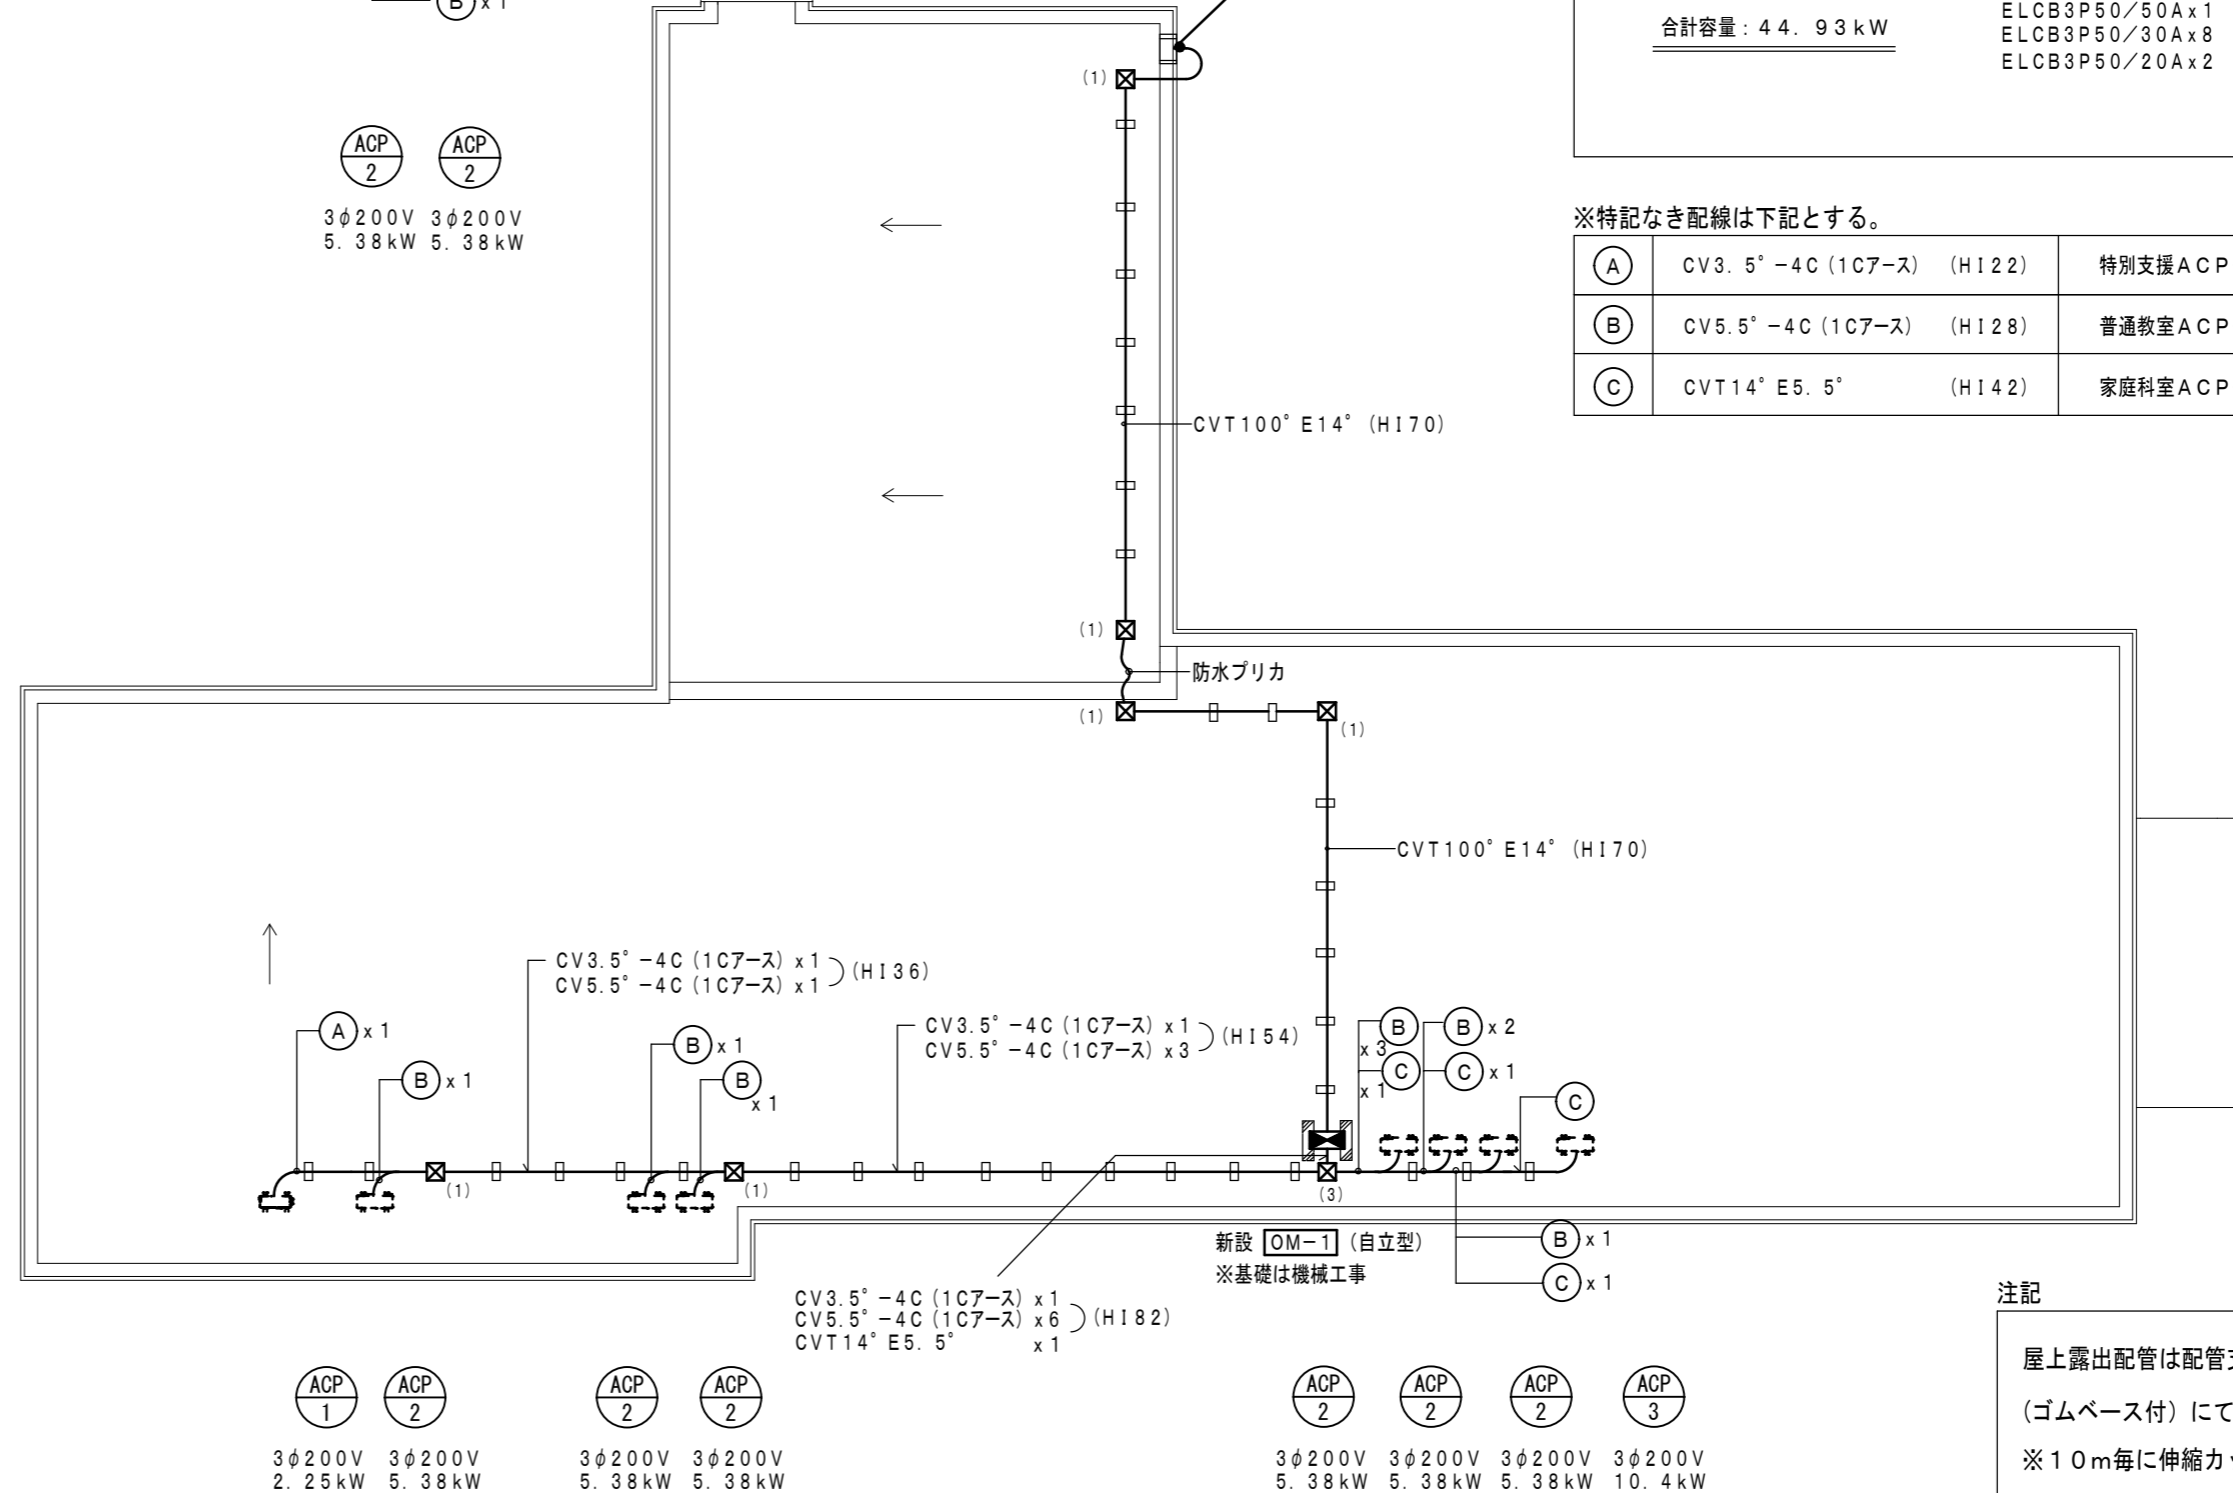 B x 1
合計容量：４４．９３ｋＷ
ELCB3P50／50Ax1
ELCB3P50／30Ax8
ELCB3P50／20Ax2
(1)
ACP 2
ACP 2
3φ200V 3φ200V
5.38kW 5.38kW
※特記なき配線は下記とする。
A CV3.5°-4C (1Cアース) (HI22) 特別支援ACP
B CV5.5°-4C (1Cアース) (HI28) 普通教室ACP
C CVT14°E5.5° (HI42) 家庭科室ACP
CVT100°E14° (HI70)
(1)
防水プリカ
(1)
(1)
CVT100°E14° (HI70)
CV3.5°-4C (1Cアース) x1
CV5.5°-4C (1Cアース) x1
(HI36)
CV3.5°-4C (1Cアース) x1
CV5.5°-4C (1Cアース) x3
(HI54)
A x 1
B x 1
B x 1
B x 1
B x 3
C x 1
B x 2
C x 1
C
(1)
(1)
(3)
新設 OM-1 (自立型)
※基礎は機械工事
B x 1
C x 1
CV3.5°-4C (1Cアース) x1
CV5.5°-4C (1Cアース) x6
CVT14°E5.5° x1
(HI82)
注記
屋上露出配管は配管
(ゴムベース付) にて
※１０ｍ毎に伸縮カ
ACP 1
ACP 2
ACP 2
ACP 2
ACP 2
ACP 2
ACP 2
ACP 3
3φ200V 3φ200V 3φ200V 3φ200V 3φ200V 3φ200V 3φ200V 3φ200V
2.25kW 5.38kW 5.38kW 5.38kW 5.38kW 5.38kW 5.38kW 10.4kW